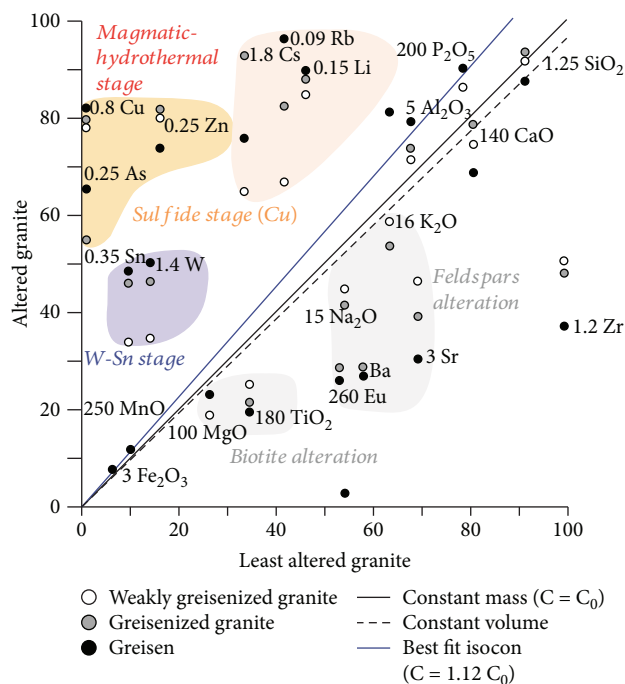 Magmatic-
hydrothermal
stage
0.09 Rb
1.8 Cs
0.15 Li
200 P₂O₅
1.25 SiO₂
0.8 Cu
0.25 Zn
5 Al₂O₃
140 CaO
0.25 As
Sulfide stage (Cu)
16 K₂O
0.35 Sn
1.4 W
Feldspars
alteration
15 Na₂O
1.2 Zr
W-Sn stage
3 Sr
Ba
260 Eu
250 MnO
180 TiO₂
100 MgO
Biotite alteration
3 Fe₂O₃
Altered granite
100
80
60
40
20
0
0 20 40 60 80 100
Least altered granite
Weakly greisenized granite
Greisenized granite
Greisen
Constant mass (C = C₀)
Constant volume
Best fit isocon
(C = 1.12 C₀)